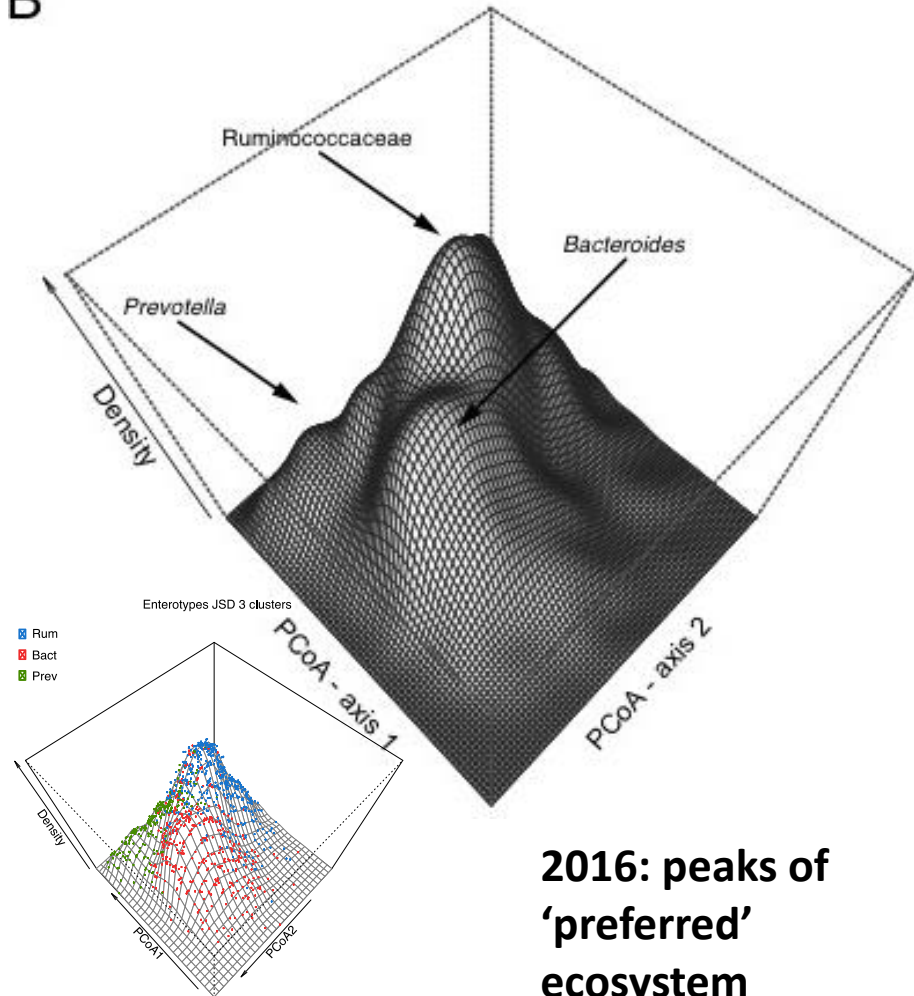 B
Ruminococcaceae
Bacteroides
Prevotella
Density
PCoA - axis 1
PCoA - axis 2
Enterotypes JSD 3 clusters
Rum
Bact
Prev
Density
PCoA1
PCoA2
2016: peaks of
‘preferred’
ecosystem